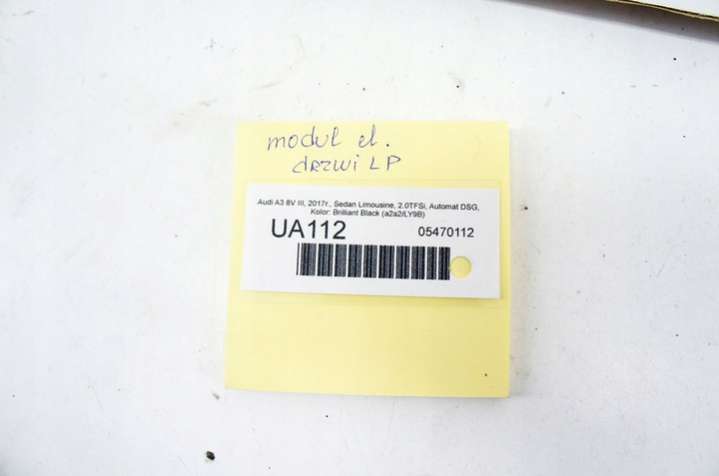 modul el.
drzwi LP
Audi A3 8V III, 2017r., Sedan Limousine, 2.0TFSi, Automat DSG,
Kolor: Brilliant Black (a2a2/LY9B)
UA112 05470112